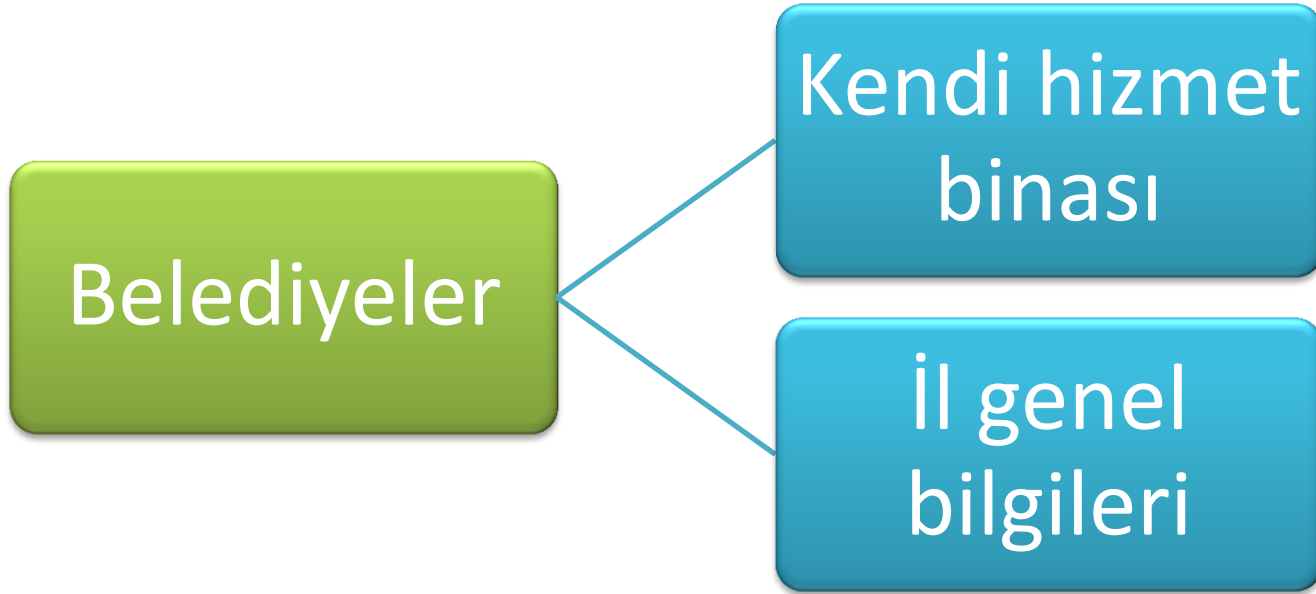 Kendi hizmet
binası
Belediyeler
İl genel
bilgileri